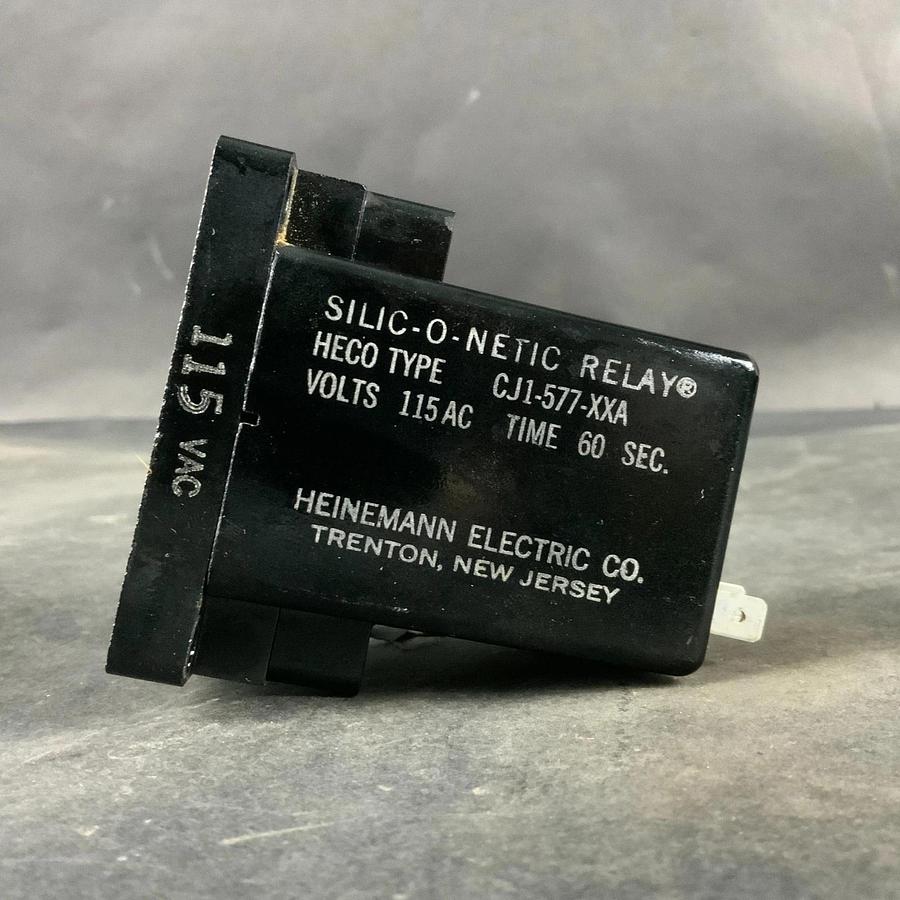 115 VAC
SILIC-O-NETIC RELAY®
HECO TYPE CJ1-577-XXA
VOLTS 115 AC TIME 60 SEC.
HEINEMANN ELECTRIC CO.
TRENTON, NEW JERSEY